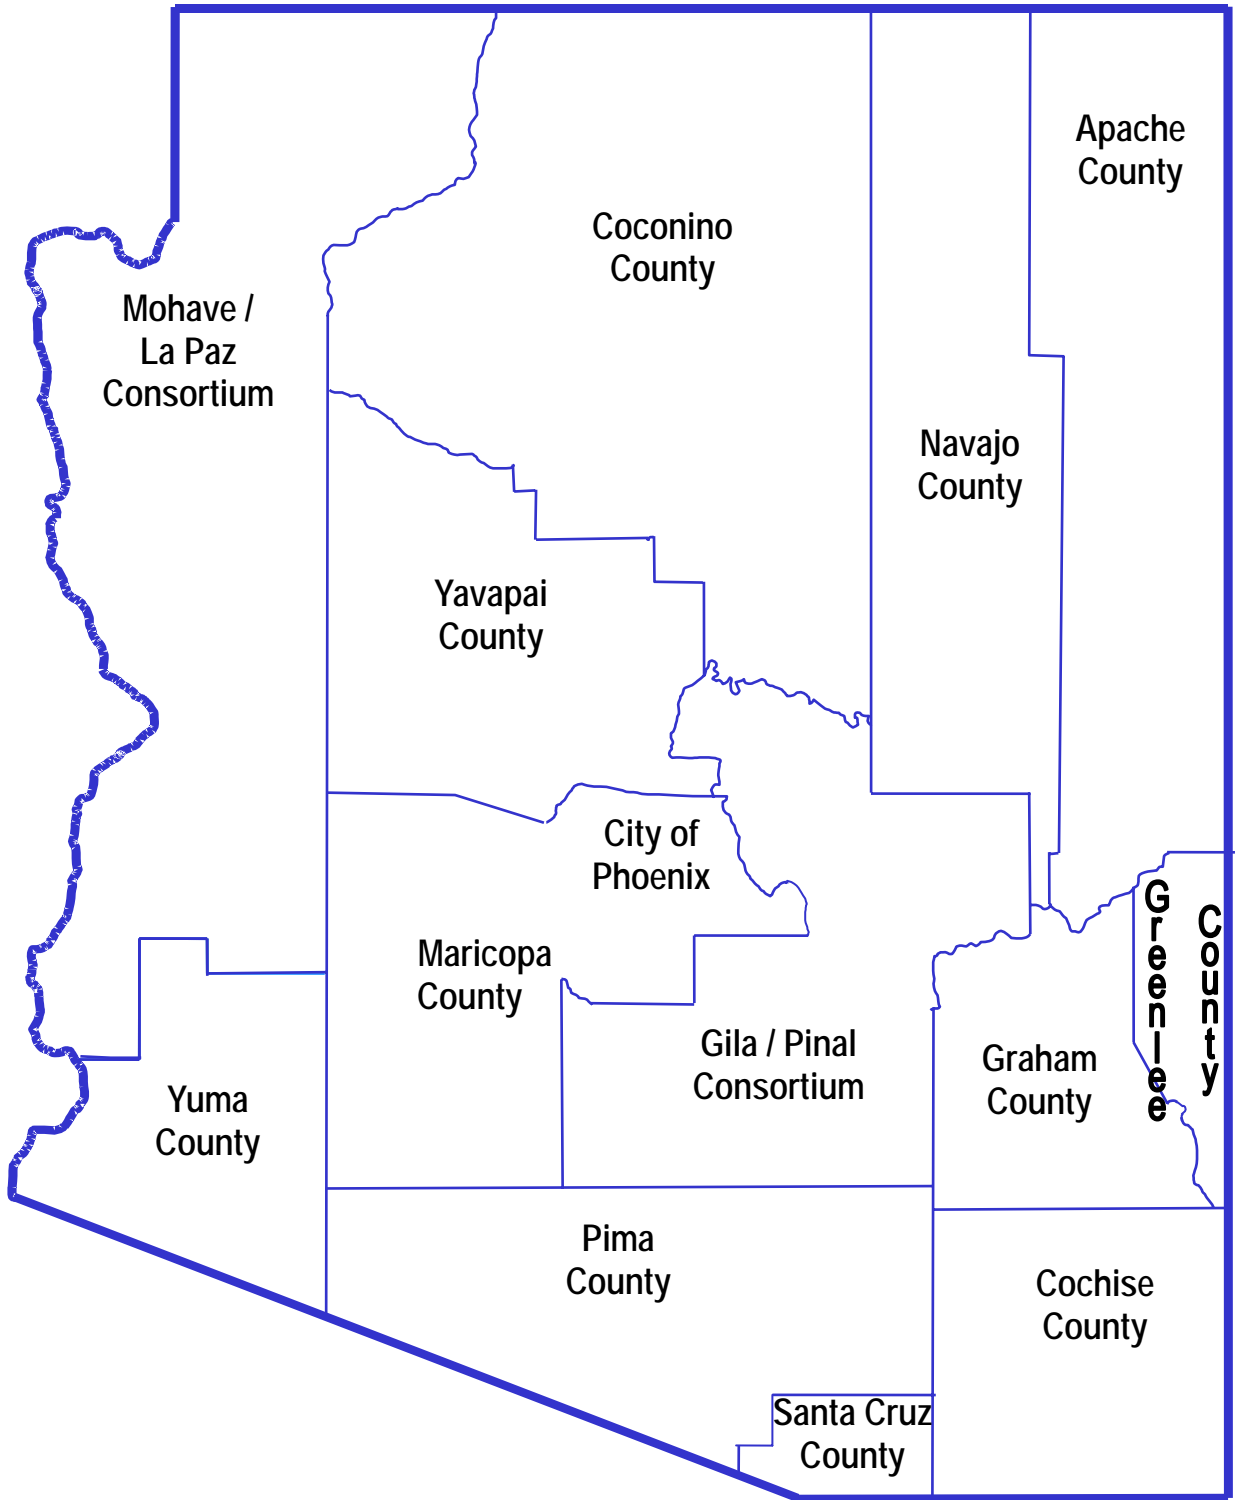 Apache
County
Coconino
County
Mohave /
La Paz
Consortium
Navajo
County
Yavapai
County
City of
Phoenix
Maricopa
County
Greenlee
County
Gila / Pinal
Consortium
Graham
County
Yuma
County
Pima
County
Cochise
County
Santa Cruz
County